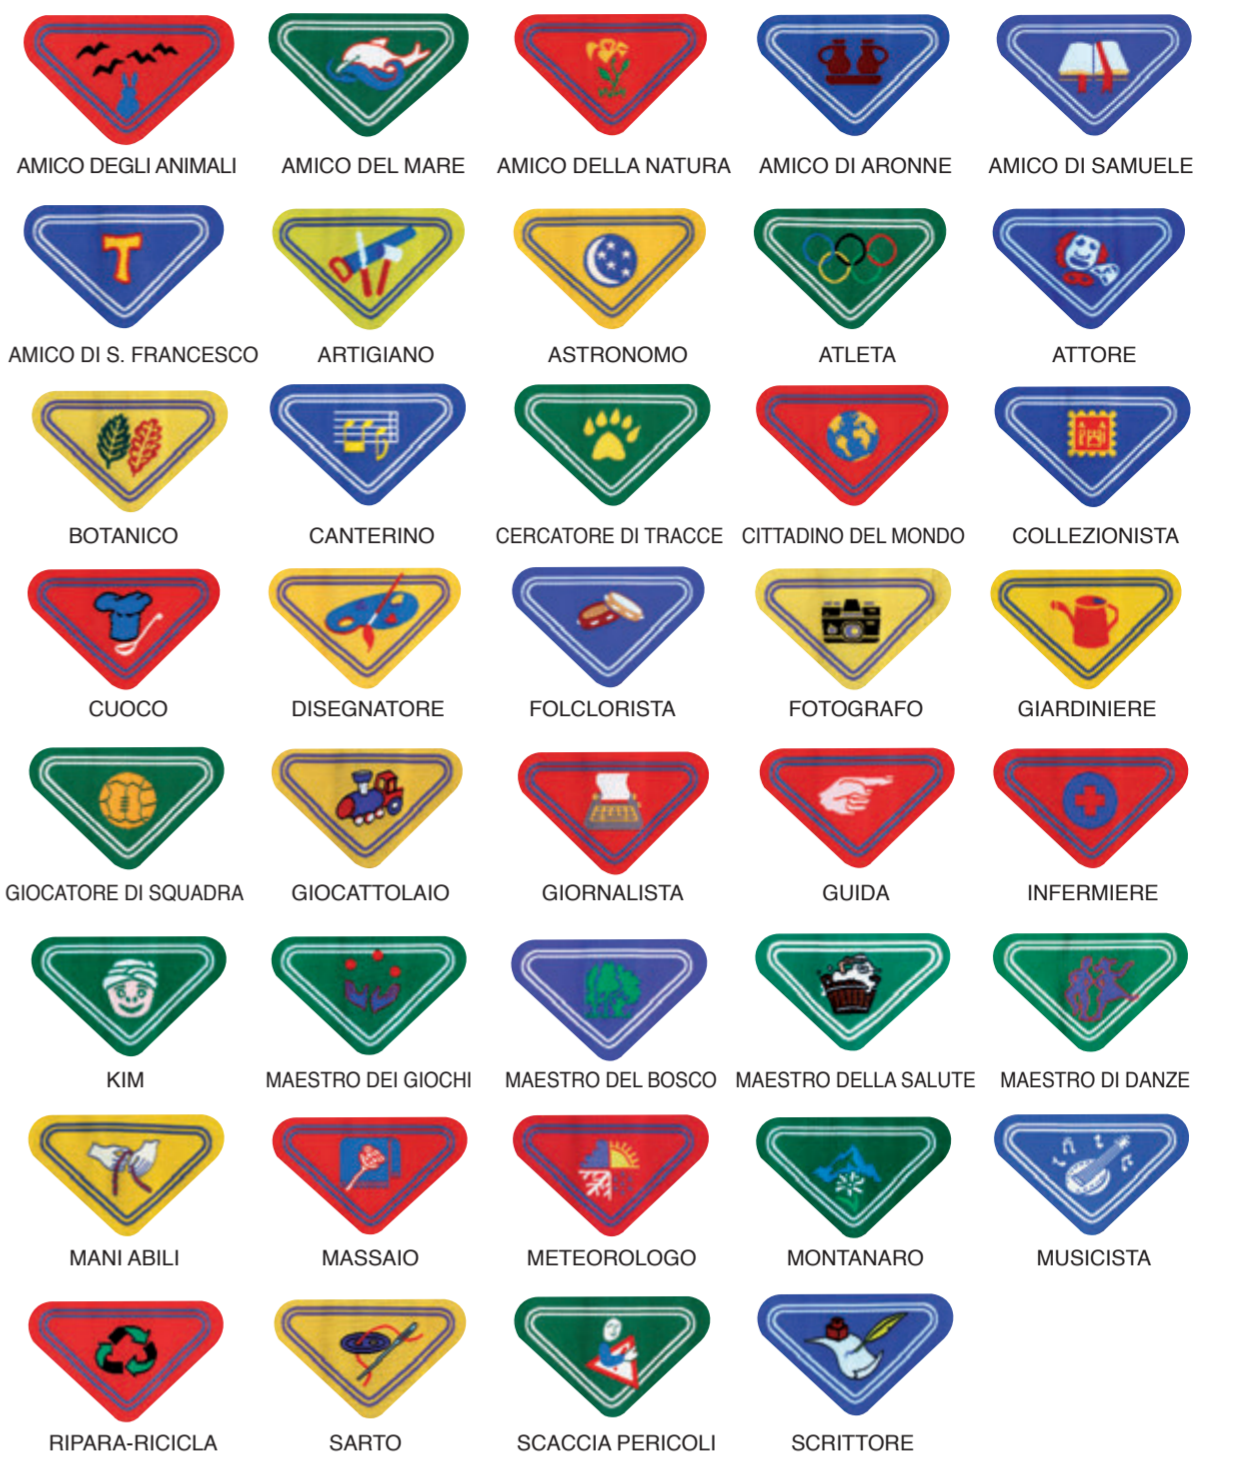 AMICO DEGLI ANIMALI
AMICO DEL MARE
AMICO DELLA NATURA
AMICO DI ARONNE
AMICO DI SAMUELE
AMICO DI S. FRANCESCO
ARTIGIANO
ASTRONOMO
ATLETA
ATTORE
BOTANICO
CANTERINO
CERCATORE DI TRACCE
CITTADINO DEL MONDO
COLLEZIONISTA
CUOCO
DISEGNATORE
FOLCLORISTA
FOTOGRAFO
GIARDINIERE
GIOCATORE DI SQUADRA
GIOCATTOLAIO
GIORNALISTA
GUIDA
INFERMIERE
KIM
MAESTRO DEI GIOCHI
MAESTRO DEL BOSCO
MAESTRO DELLA SALUTE
MAESTRO DI DANZE
MANI ABILI
MASSAIO
METEOROLOGO
MONTANARO
MUSICISTA
RIPARA-RICICLA
SARTO
SCACCIA PERICOLI
SCRITTORE